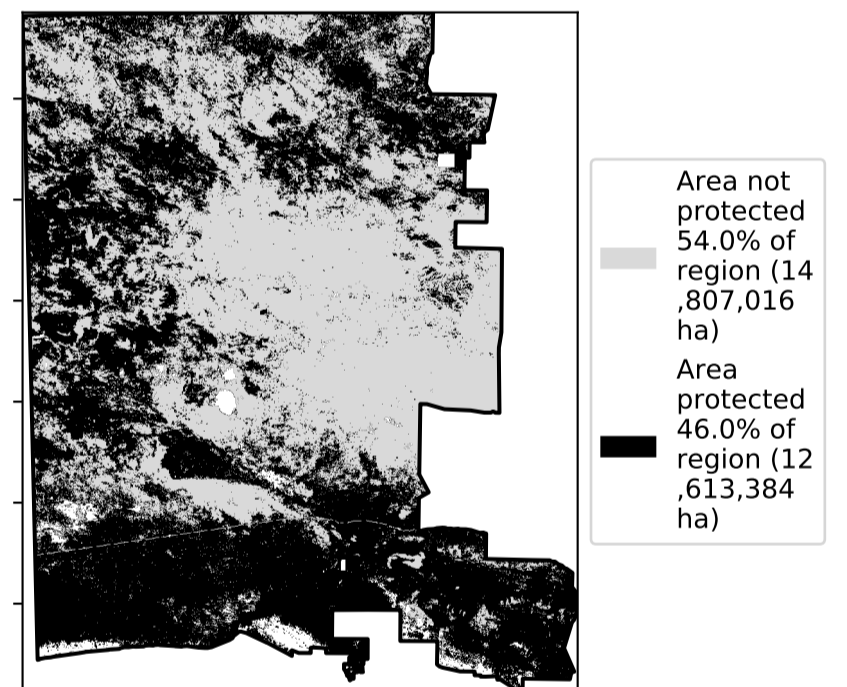 Area not
protected
54.0% of
region (14
,807,016
ha)
Area
protected
46.0% of
region (12
,613,384
ha)